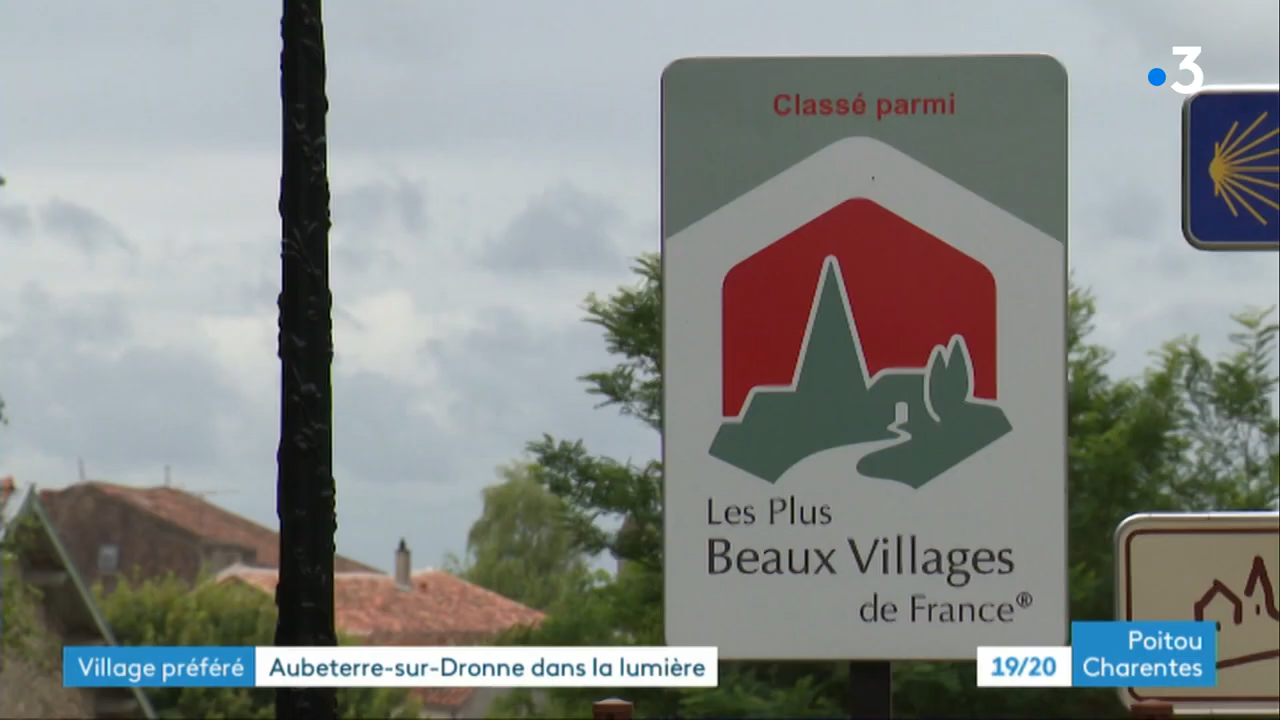 3
Classé parmi
Les Plus
Beaux Villages
de France®
Village préféré
Aubeterre-sur-Dronne dans la lumière
19/20
Poitou
Charentes